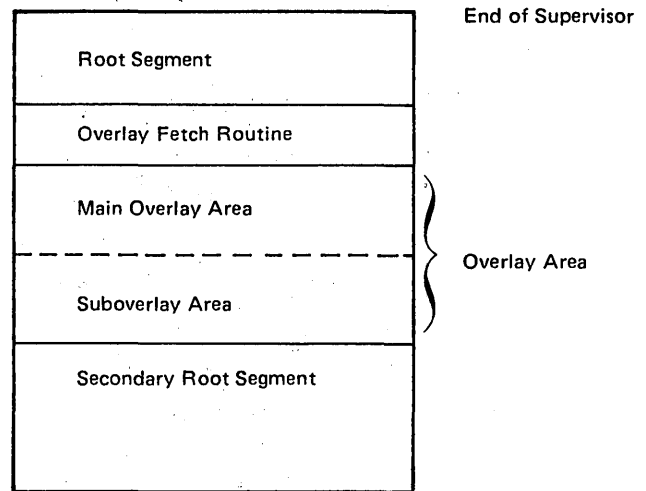 End of Supervisor
Root Segment
Overlay Fetch Routine
Main Overlay Area
Overlay Area
Suboverlay Area
Secondary Root Segment